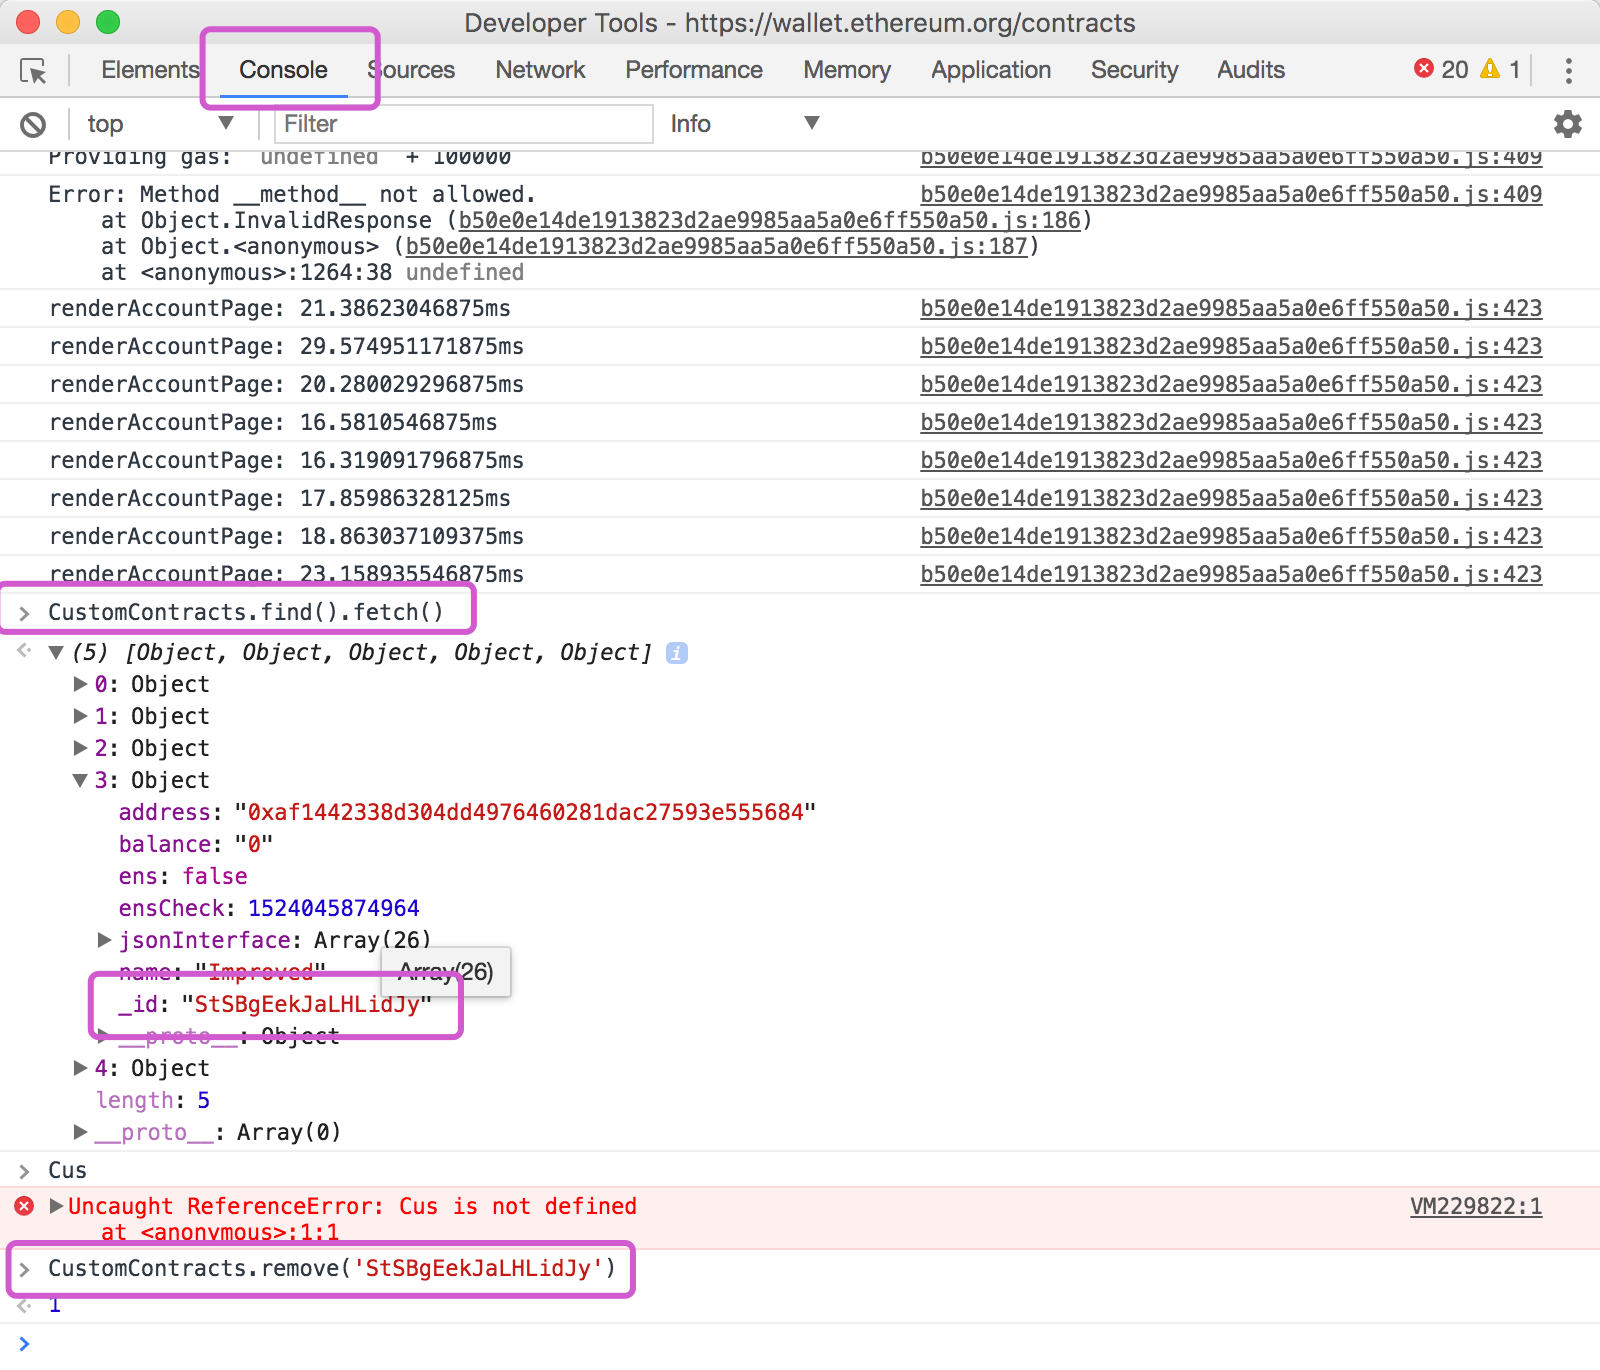 Developer Tools - https://wallet.ethereum.org/contracts
Elements Console Sources Network Performance Memory Application Security Audits 20 1
top Filter Info
Providing gas: undefined + 100000 b50e0e14de1913823d2ae9985aa5a0e6ff550a50.js:409
Error: Method __method__ not allowed. b50e0e14de1913823d2ae9985aa5a0e6ff550a50.js:409
at Object.InvalidResponse (b50e0e14de1913823d2ae9985aa5a0e6ff550a50.js:186)
at Object.<anonymous> (b50e0e14de1913823d2ae9985aa5a0e6ff550a50.js:187)
at <anonymous>:1264:38 undefined
renderAccountPage: 21.38623046875ms b50e0e14de1913823d2ae9985aa5a0e6ff550a50.js:423
renderAccountPage: 29.574951171875ms b50e0e14de1913823d2ae9985aa5a0e6ff550a50.js:423
renderAccountPage: 20.280029296875ms b50e0e14de1913823d2ae9985aa5a0e6ff550a50.js:423
renderAccountPage: 16.5810546875ms b50e0e14de1913823d2ae9985aa5a0e6ff550a50.js:423
renderAccountPage: 16.319091796875ms b50e0e14de1913823d2ae9985aa5a0e6ff550a50.js:423
renderAccountPage: 17.85986328125ms b50e0e14de1913823d2ae9985aa5a0e6ff550a50.js:423
renderAccountPage: 18.863037109375ms b50e0e14de1913823d2ae9985aa5a0e6ff550a50.js:423
renderAccountPage: 23.158935546875ms b50e0e14de1913823d2ae9985aa5a0e6ff550a50.js:423
> CustomContracts.find().fetch()
(5) [Object, Object, Object, Object, Object] i
0: Object
1: Object
2: Object
3: Object
address: "0xaf1442338d304dd4976460281dac27593e555684"
balance: "0"
ens: false
ensCheck: 1524045874964
jsonInterface: Array(26)
name: "Improved" Array(26)
_id: "StSBgEekJaLHLidJy"
__proto__: Object
4: Object
length: 5
__proto__: Array(0)
> Cus
Uncaught ReferenceError: Cus is not defined VM229822:1
at <anonymous>:1:1
> CustomContracts.remove('StSBgEekJaLHLidJy')
1
>